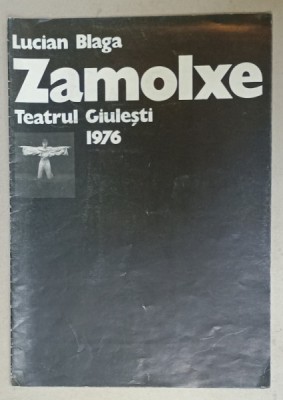 Lucian Blaga
Zamolxe
Teatrul Giulești
1976